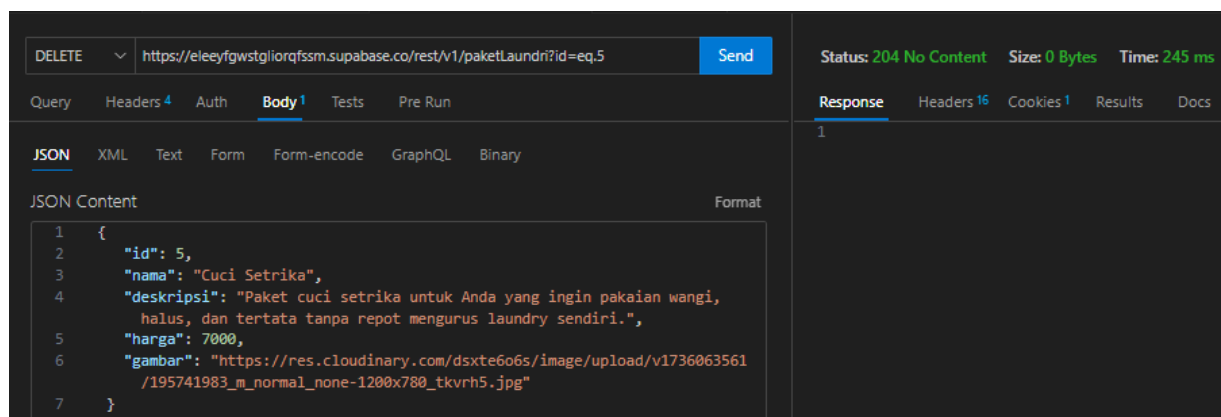 DELETE https://eleeyfgwstgliorqfssm.supabase.co/rest/v1/paketLaundri?id=eq.5 Send
Query Headers 4 Auth Body 1 Tests Pre Run
JSON XML Text Form Form-encode GraphQL Binary
JSON Content Format
1 {
2 "id": 5,
3 "nama": "Cuci Setrika",
4 "deskripsi": "Paket cuci setrika untuk Anda yang ingin pakaian wangi,
halus, dan tertata tanpa repot mengurus laundry sendiri.",
5 "harga": 7000,
6 "gambar": "https://res.cloudinary.com/dsxte6o6s/image/upload/v1736063561
/195741983_m_normal_none-1200x780_tkvrh5.jpg"
7 }
Status: 204 No Content Size: 0 Bytes Time: 245 ms
Response Headers 16 Cookies 1 Results Docs
1